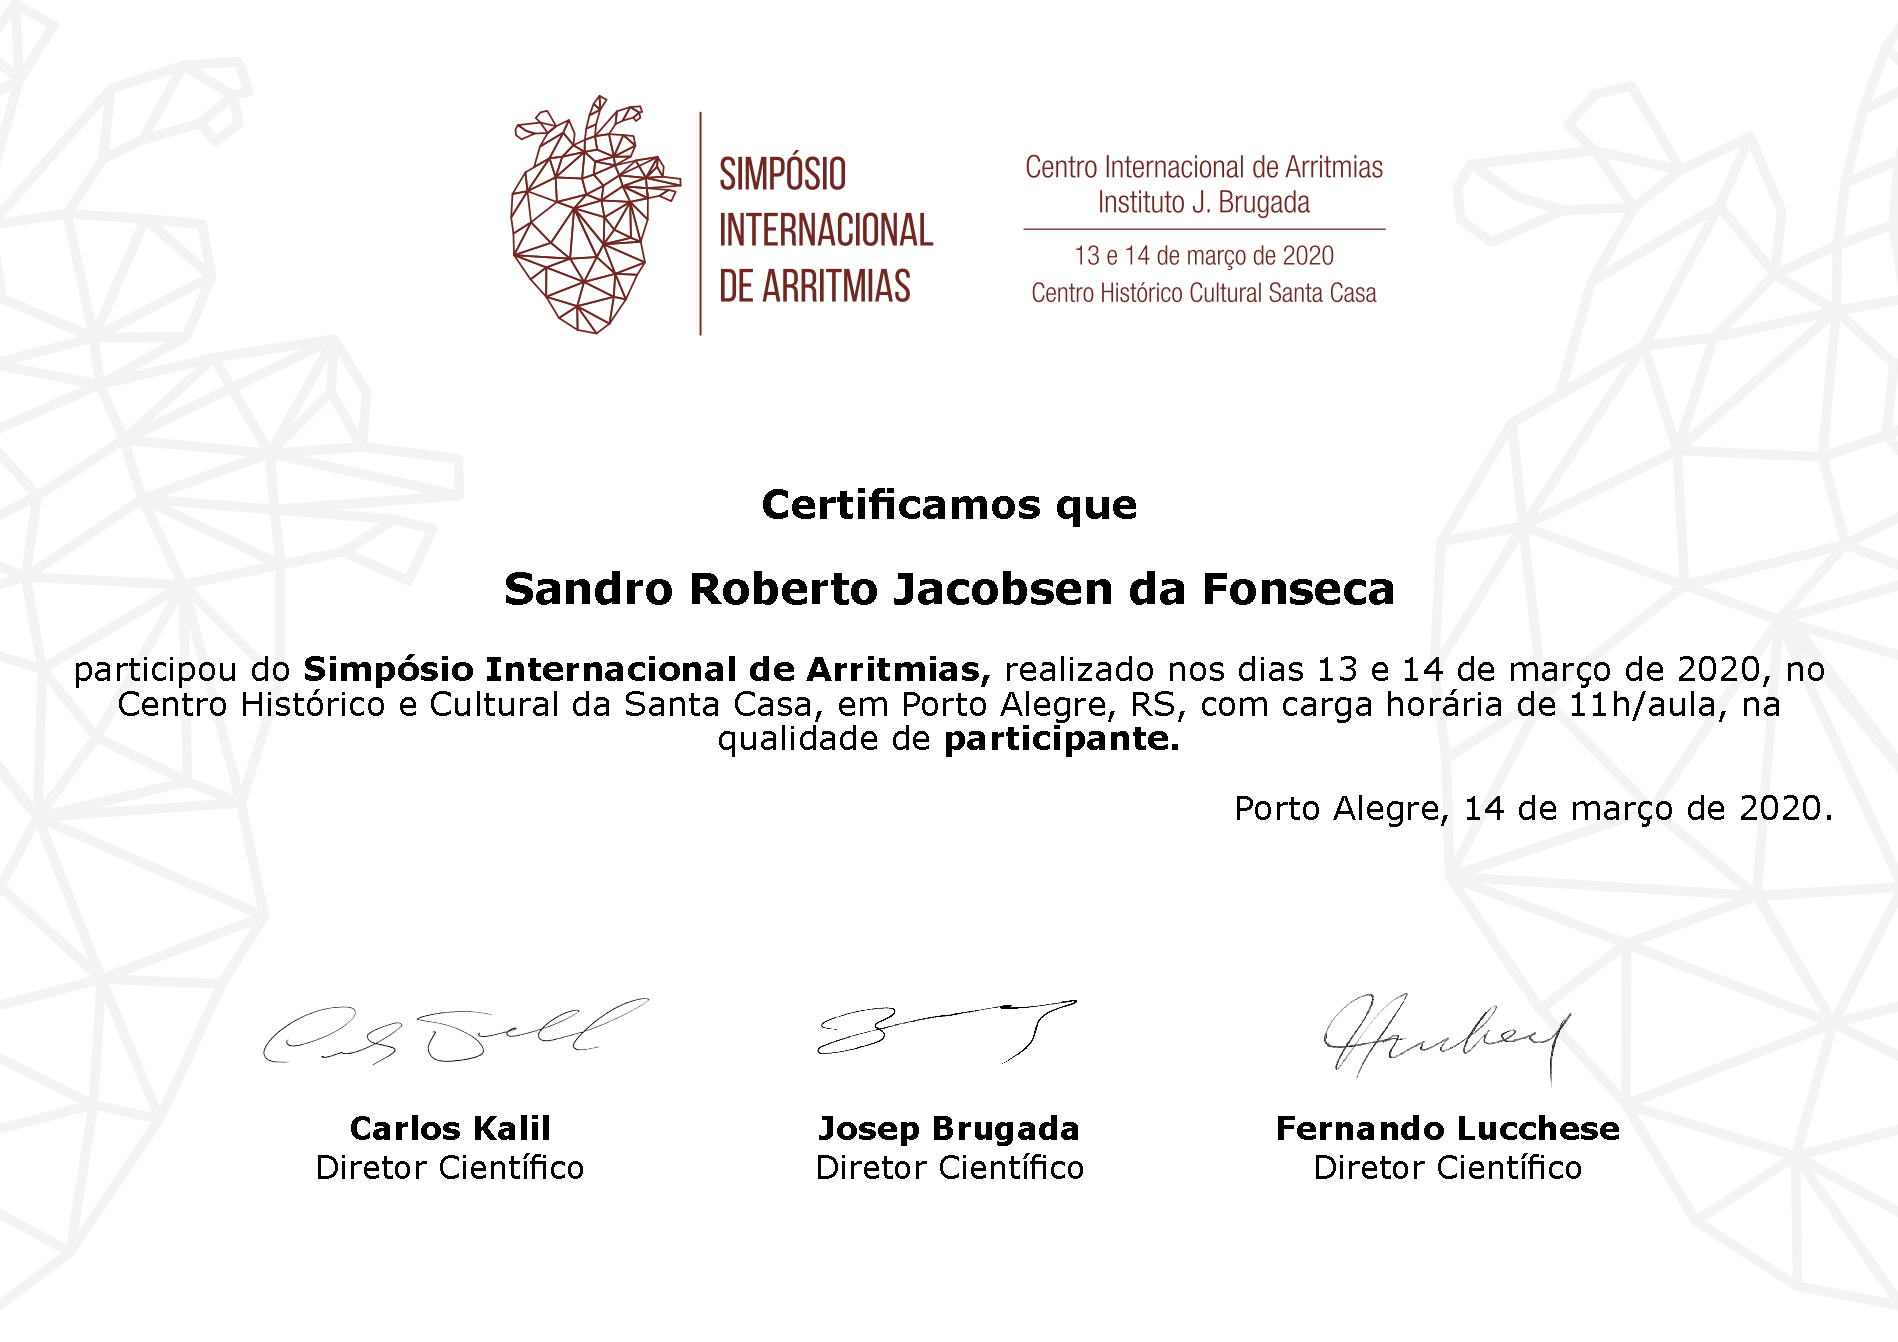 SIMPÓSIO
INTERNACIONAL
DE ARRITMIAS
Centro Internacional de Arritmias
Instituto J. Brugada
13 e 14 de março de 2020
Centro Histórico Cultural Santa Casa
Certificamos que
Sandro Roberto Jacobsen da Fonseca
participou do Simpósio Internacional de Arritmias, realizado nos dias 13 e 14 de março de 2020, no
Centro Histórico e Cultural da Santa Casa, em Porto Alegre, RS, com carga horária de 11h/aula, na
qualidade de participante.
Porto Alegre, 14 de março de 2020.
Carlos Kalil
Diretor Científico
Josep Brugada
Diretor Científico
Fernando Lucchese
Diretor Científico